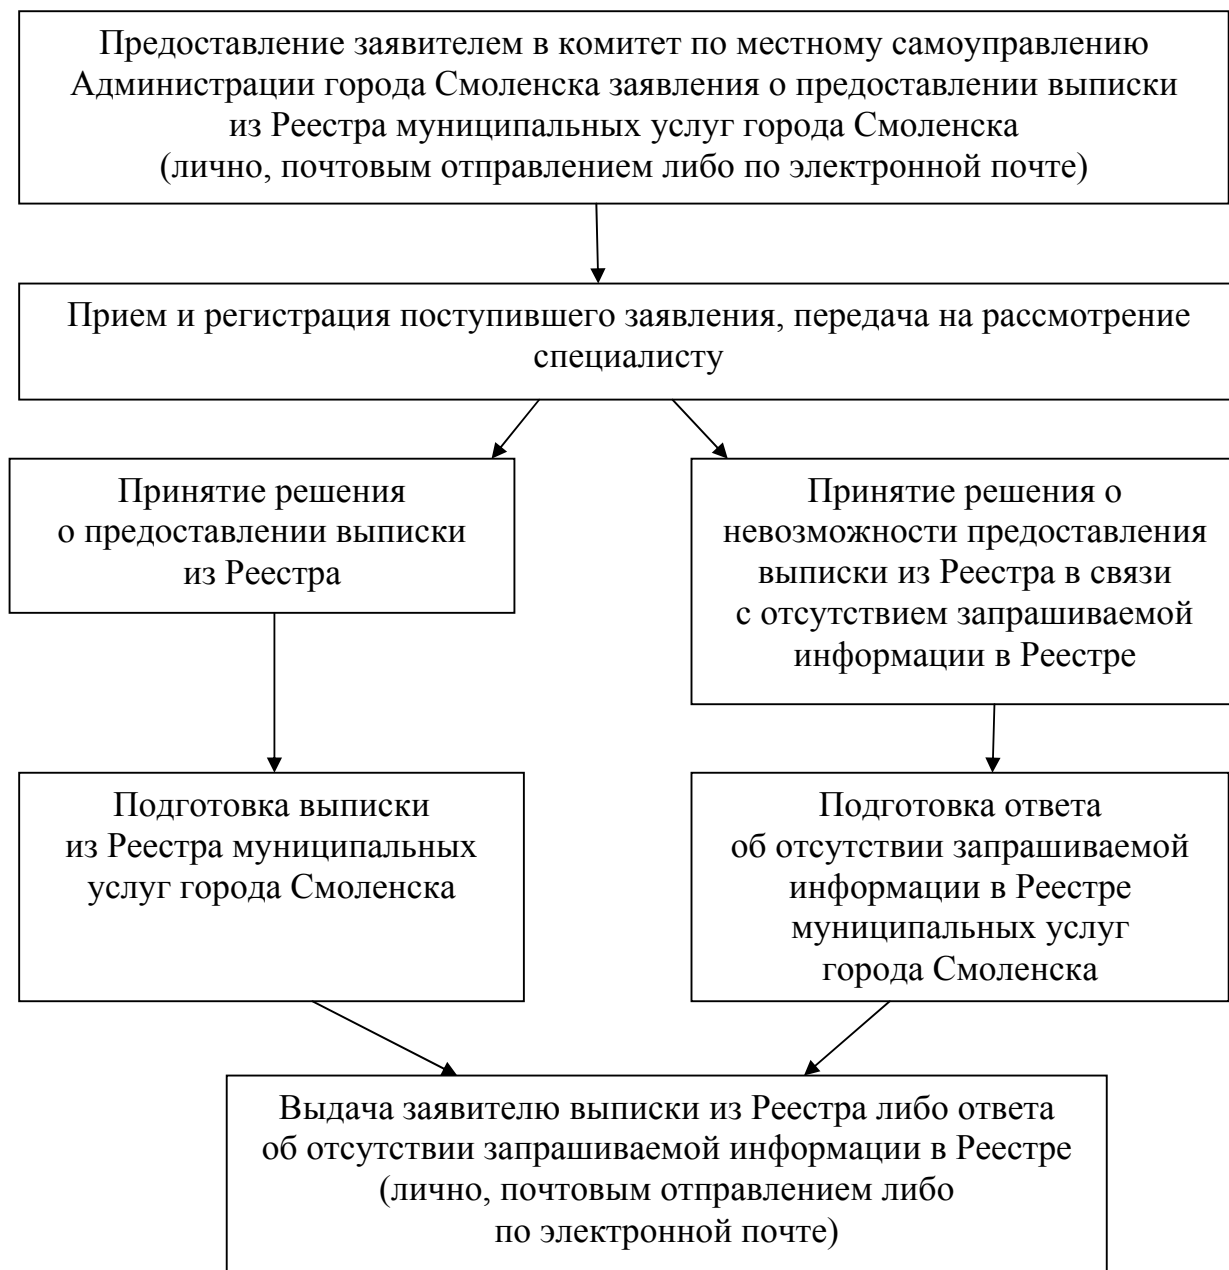 Предоставление заявителем в комитет по местному самоуправлению
Администрации города Смоленска заявления о предоставлении выписки
из Реестра муниципальных услуг города Смоленска
(лично, почтовым отправлением либо по электронной почте)
Прием и регистрация поступившего заявления, передача на рассмотрение
специалисту
Принятие решения
о предоставлении выписки
из Реестра
Принятие решения о
невозможности предоставления
выписки из Реестра в связи
с отсутствием запрашиваемой
информации в Реестре
Подготовка выписки
из Реестра муниципальных
услуг города Смоленска
Подготовка ответа
об отсутствии запрашиваемой
информации в Реестре
муниципальных услуг
города Смоленска
Выдача заявителю выписки из Реестра либо ответа
об отсутствии запрашиваемой информации в Реестре
(лично, почтовым отправлением либо
по электронной почте)